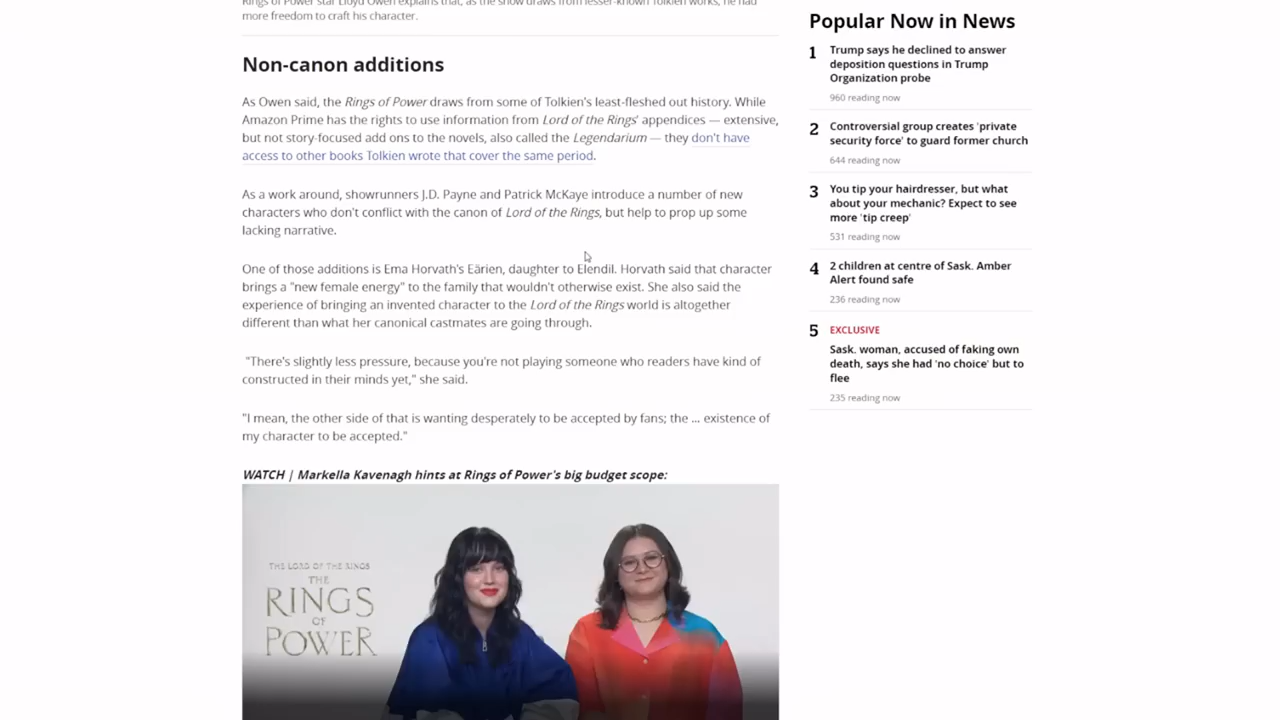 Rings of Power star Lloyd Owen explains that, as the show draws from lesser-known Tolkien works, he had
more freedom to craft his character.
Non-canon additions
As Owen said, the Rings of Power draws from some of Tolkien's least-fleshed out history. While
Amazon Prime has the rights to use information from Lord of the Rings' appendices — extensive,
but not story-focused add ons to the novels, also called the Legendarium — they don't have
access to other books Tolkien wrote that cover the same period.
As a work around, showrunners J.D. Payne and Patrick McKaye introduce a number of new
characters who don't conflict with the canon of Lord of the Rings, but help to prop up some
lacking narrative.
One of those additions is Ema Horvath's Eärien, daughter to Elendil. Horvath said that character
brings a "new female energy" to the family that wouldn't otherwise exist. She also said the
experience of bringing an invented character to the Lord of the Rings world is altogether
different than what her canonical castmates are going through.
"There's slightly less pressure, because you're not playing someone who readers have kind of
constructed in their minds yet," she said.
"I mean, the other side of that is wanting desperately to be accepted by fans; the ... existence of
my character to be accepted."
WATCH | Markella Kavenagh hints at Rings of Power's big budget scope:
THE LORD OF THE RINGS
THE
RINGS
OF
POWER
Popular Now in News
1
Trump says he declined to answer
deposition questions in Trump
Organization probe
960 reading now
2
Controversial group creates 'private
security force' to guard former church
644 reading now
3
You tip your hairdresser, but what
about your mechanic? Expect to see
more 'tip creep'
531 reading now
4
2 children at centre of Sask. Amber
Alert found safe
236 reading now
5
EXCLUSIVE
Sask. woman, accused of faking own
death, says she had 'no choice' but to
flee
235 reading now